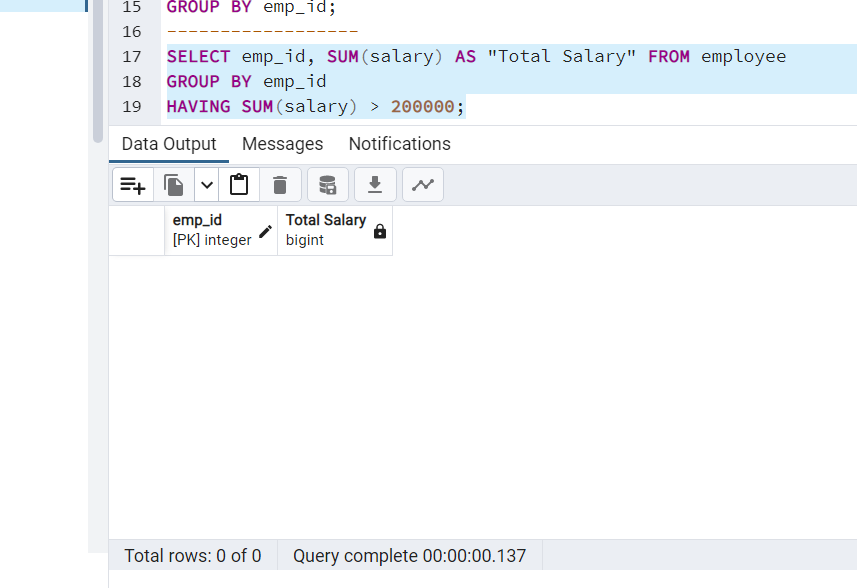 15 GROUP BY emp_id;
16 ------------------
17 SELECT emp_id, SUM(salary) AS "Total Salary" FROM employee
18 GROUP BY emp_id
19 HAVING SUM(salary) > 200000;
Data Output Messages Notifications
emp_id Total Salary
[PK] integer bigint
Total rows: 0 of 0 Query complete 00:00:00.137